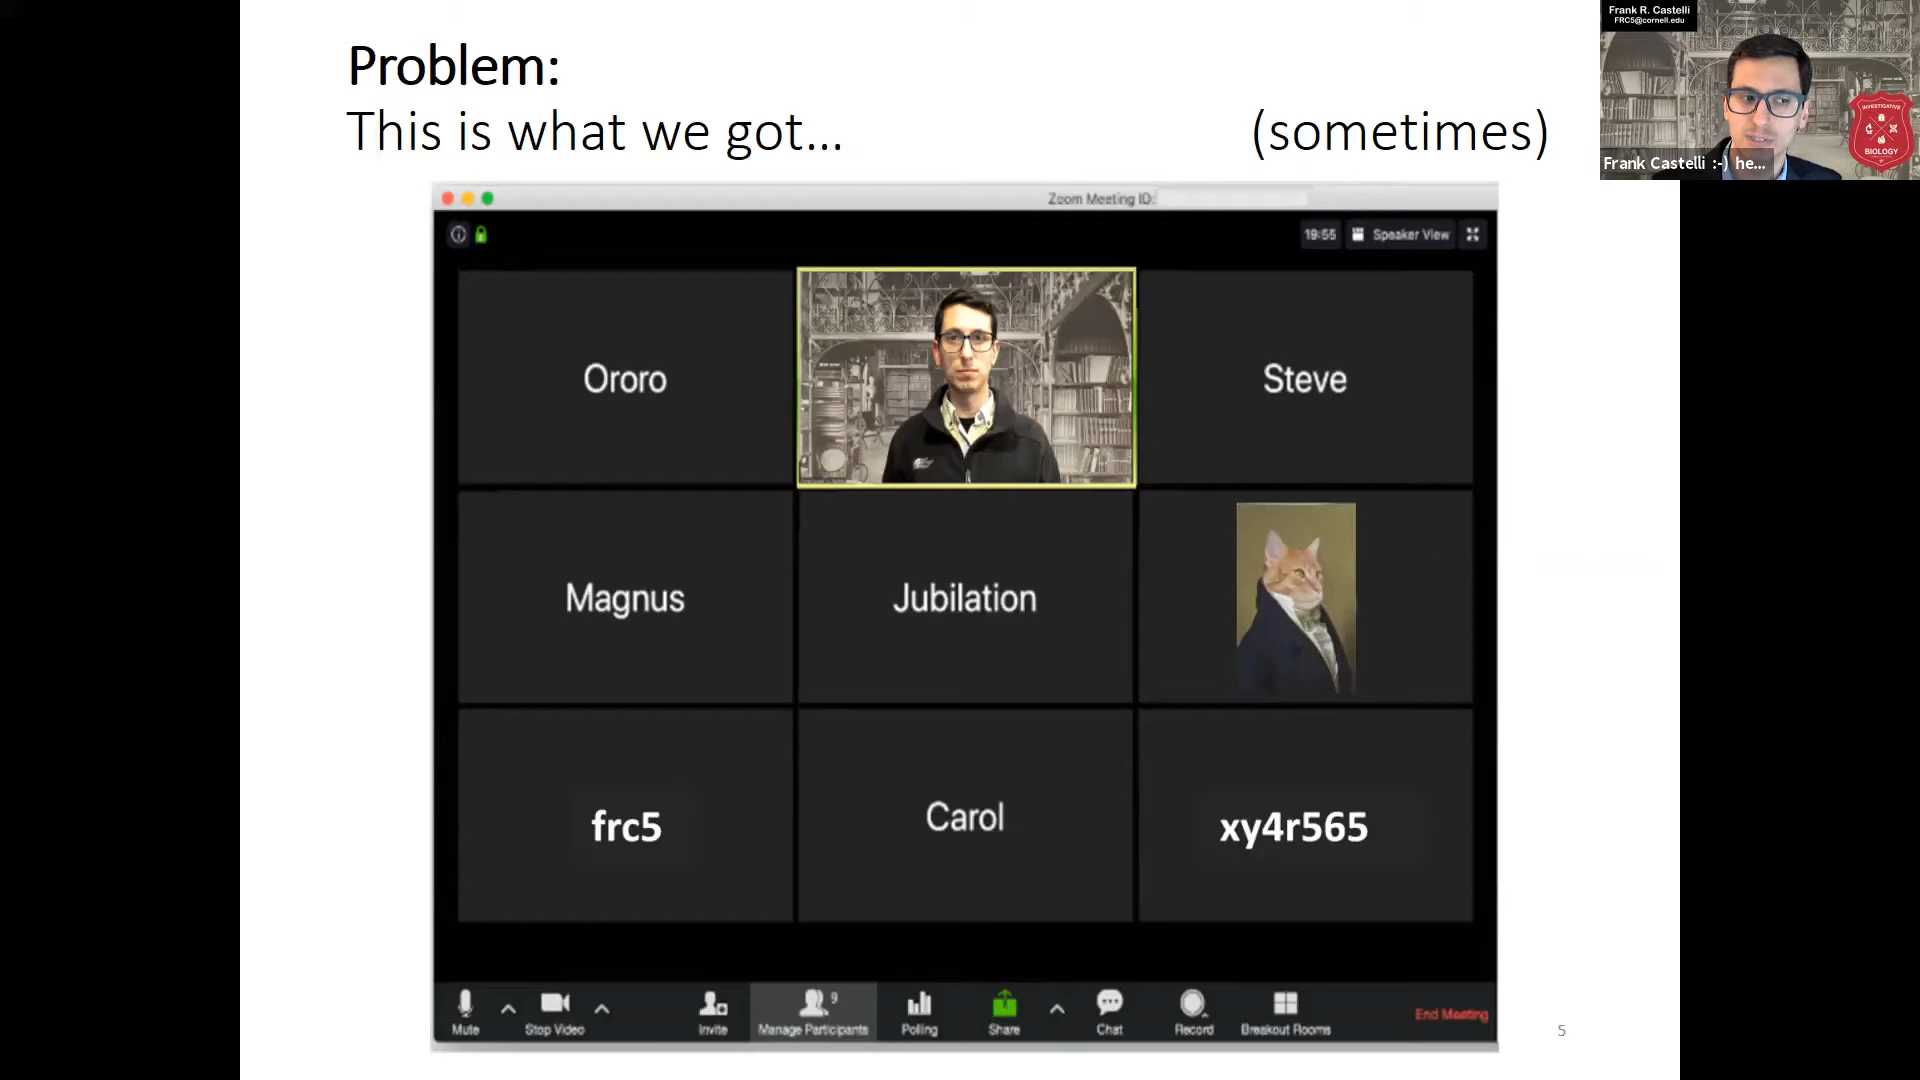 Problem:
This is what we got... (sometimes)
Frank R. Castelli
FRC5@cornell.edu
INVESTIGATIVE
BIOLOGY
Frank Castelli :-) he...
Zoom Meeting ID:
19:55 Speaker View
Ororo
Steve
Magnus
Jubilation
frc5
Carol
xy4r565
Mute
Stop Video
Invite
9
Manage Participants
Polling
Share
Chat
Record
Breakout Rooms
End Meeting
5